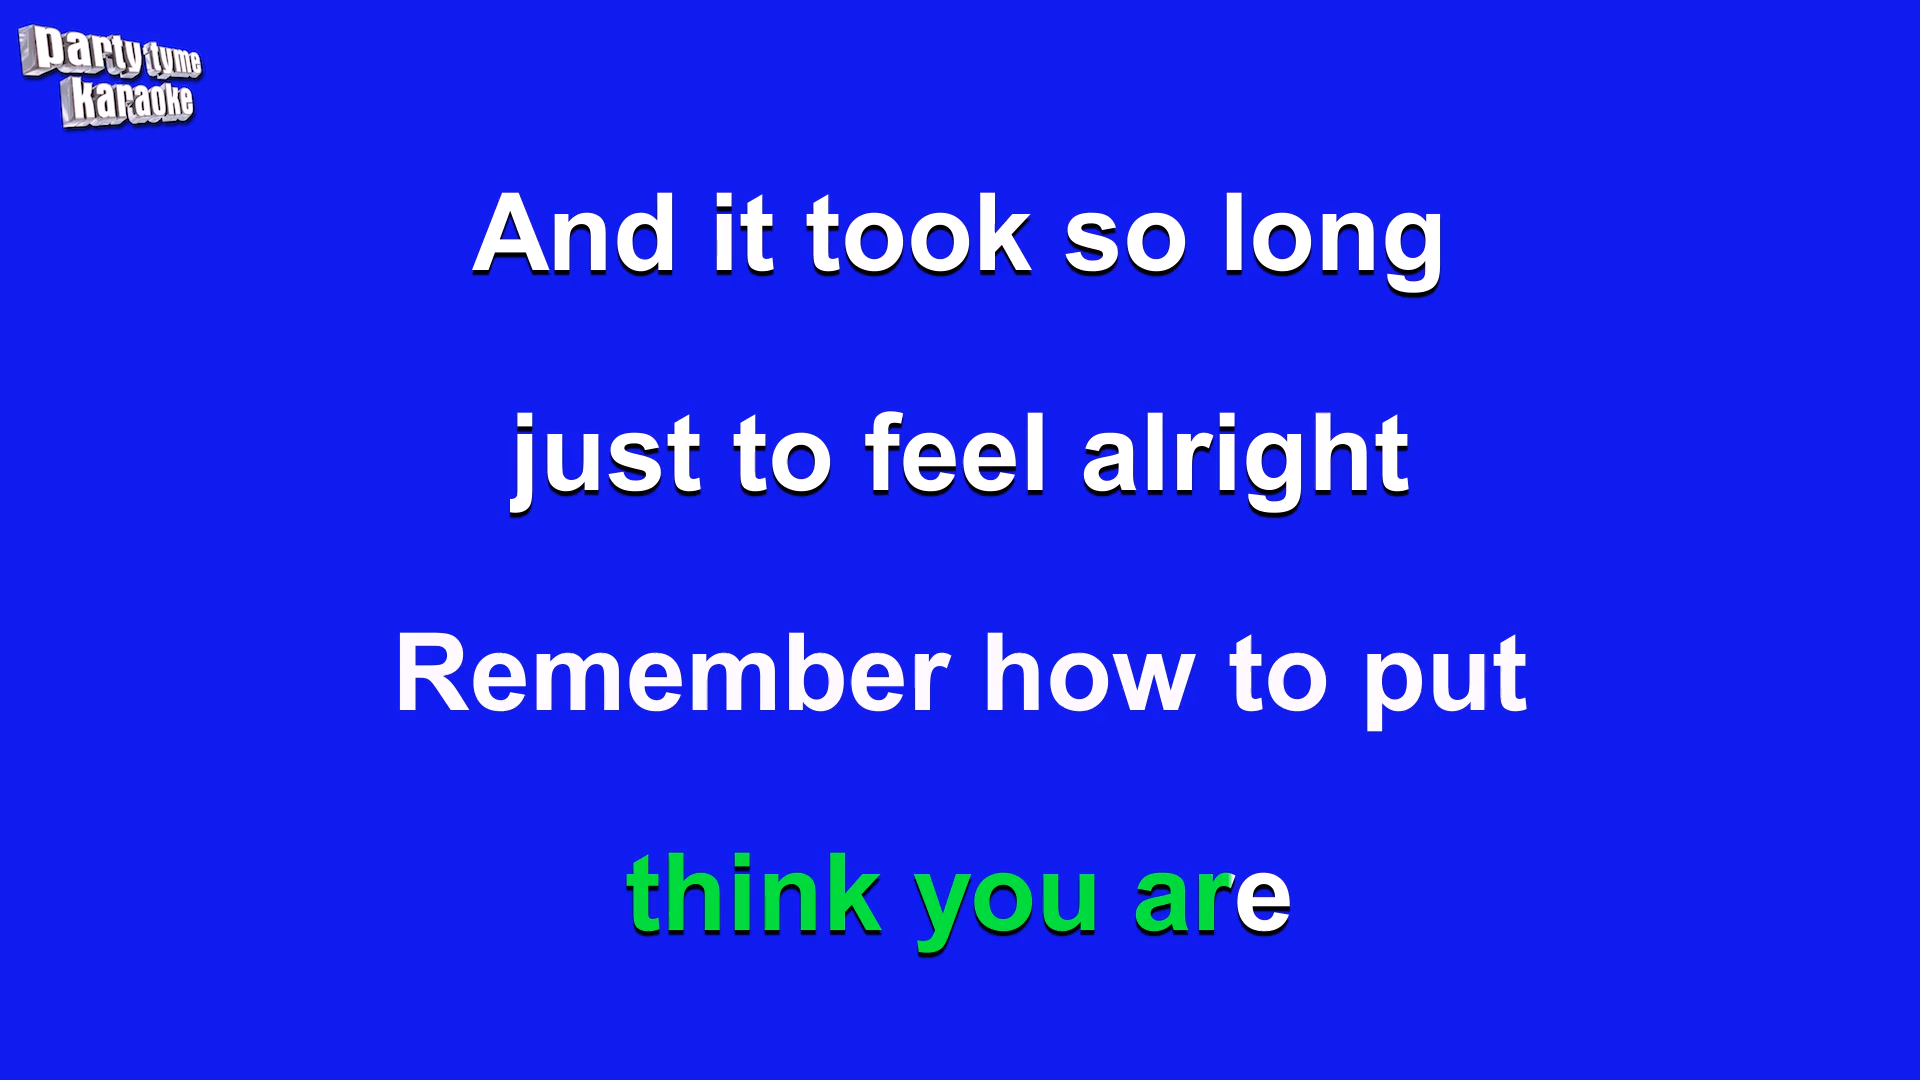 party tyme
karaoke
And it took so long
just to feel alright
Remember how to put
think you are